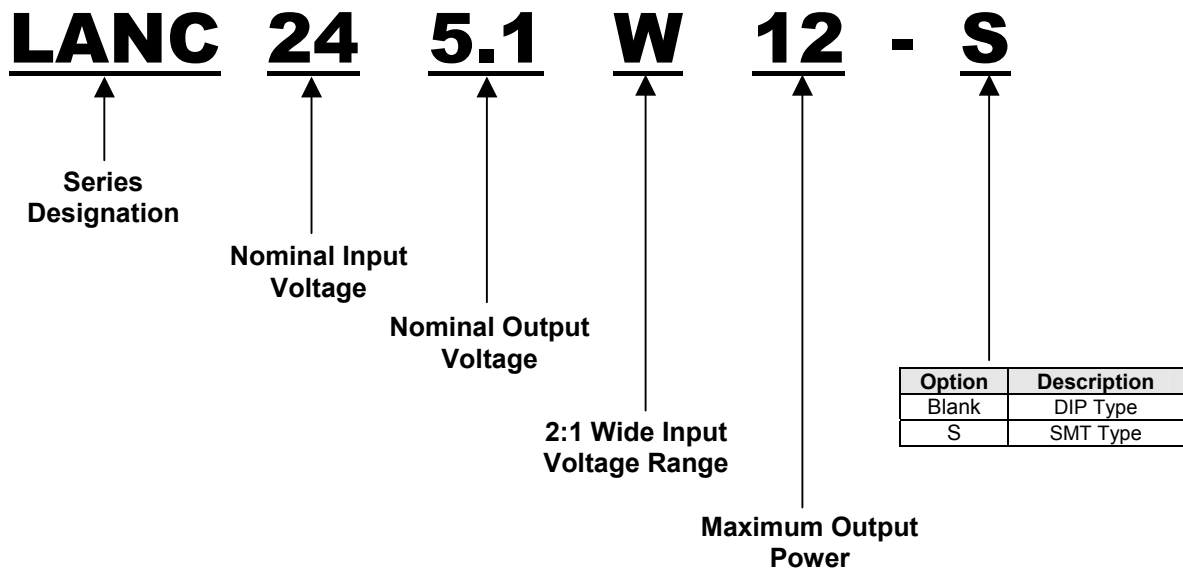 LANC 24 5.1 W 12 - S
Series
Designation
Nominal Input
Voltage
Nominal Output
Voltage
2:1 Wide Input
Voltage Range
Maximum Output
Power
Option Description
Blank DIP Type
S SMT Type